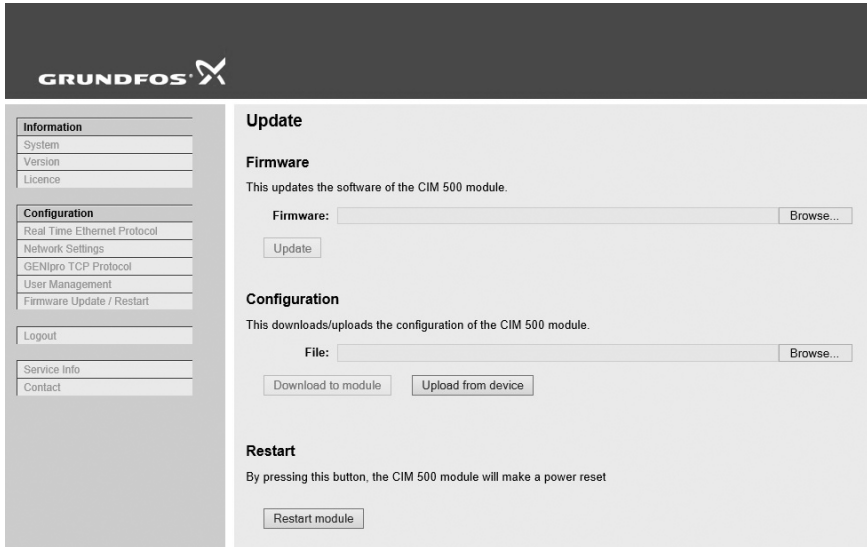 GRUNDFOS
Information
System
Version
Licence
Configuration
Real Time Ethernet Protocol
Network Settings
GENIpro TCP Protocol
User Management
Firmware Update / Restart
Logout
Service Info
Contact
Update
Firmware
This updates the software of the CIM 500 module.
Firmware: Browse...
Update
Configuration
This downloads/uploads the configuration of the CIM 500 module.
File: Browse...
Download to module Upload from device
Restart
By pressing this button, the CIM 500 module will make a power reset
Restart module